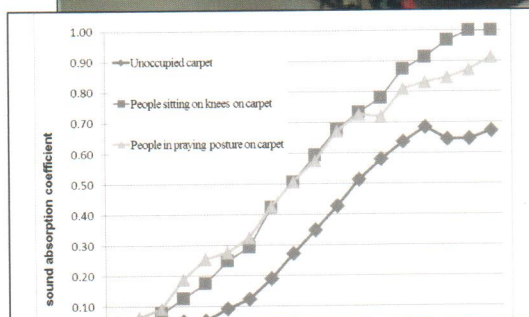 1.00
0.90
Unoccupied carpet
0.80
People sitting on knees on carpet
0.70
People in praying posture on carpet
0.60
0.50
0.40
0.30
0.20
0.10
sound absorption coefficient